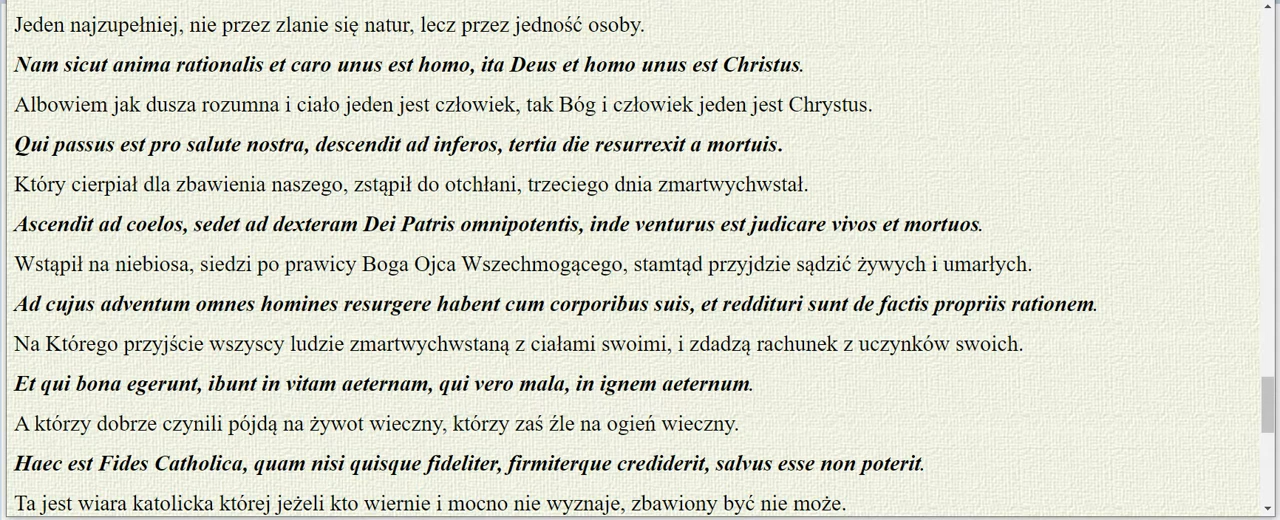 Jeden najzupełniej, nie przez zlanie się natur, lecz przez jedność osoby.
Nam sicut anima rationalis et caro unus est homo, ita Deus et homo unus est Christus.
Albowiem jak dusza rozumna i ciało jeden jest człowiek, tak Bóg i człowiek jeden jest Chrystus.
Qui passus est pro salute nostra, descendit ad inferos, tertia die resurrexit a mortuis.
Który cierpiał dla zbawienia naszego, zstąpił do otchłani, trzeciego dnia zmartwychwstał.
Ascendit ad coelos, sedet ad dexteram Dei Patris omnipotentis, inde venturus est judicare vivos et mortuos.
Wstąpił na niebiosa, siedzi po prawicy Boga Ojca Wszechmogącego, stamtąd przyjdzie sądzić żywych i umarłych.
Ad cujus adventum omnes homines resurgere habent cum corporibus suis, et reddituri sunt de factis propriis rationem.
Na Którego przyjście wszyscy ludzie zmartwychwstaną z ciałami swoimi, i zdadzą rachunek z uczynków swoich.
Et qui bona egerunt, ibunt in vitam aeternam, qui vero mala, in ignem aeternum.
A którzy dobrze czynili pójdą na żywot wieczny, którzy zaś źle na ogień wieczny.
Haec est Fides Catholica, quam nisi quisque fideliter, firmiterque crediderit, salvus esse non poterit.
Ta jest wiara katolicka której jeżeli kto wiernie i mocno nie wyznaje, zbawiony być nie może.